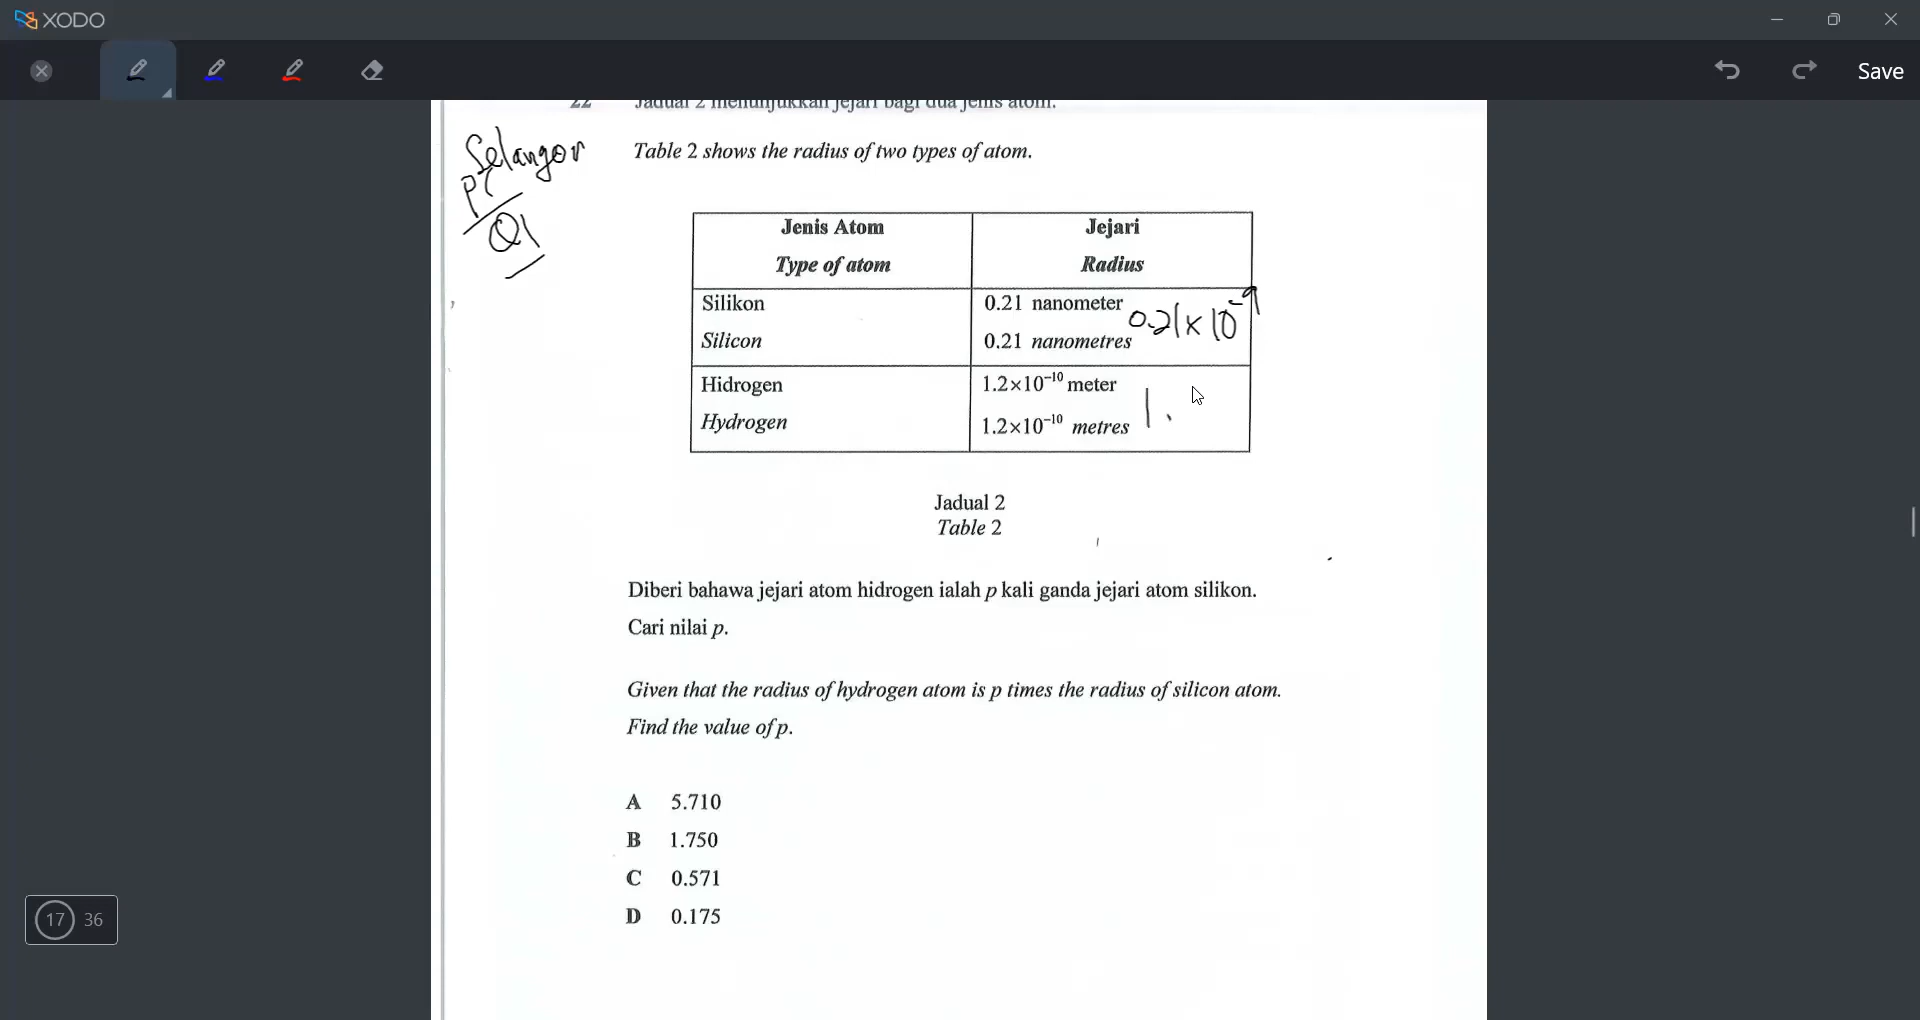 XODO
Save
22 Jadual 2 menunjukkan jejari bagi dua jenis atom.
Selangor
P1
Q1
Table 2 shows the radius of two types of atom.
Jenis Atom
Type of atom
Jejari
Radius
Silikon
Silicon
0.21 nanometer
0.21 nanometres
0.21×10⁻⁹
Hidrogen
Hydrogen
1.2×10⁻¹⁰ meter
1.2×10⁻¹⁰ metres
1.
Jadual 2
Table 2
Diberi bahawa jejari atom hidrogen ialah p kali ganda jejari atom silikon.
Cari nilai p.
Given that the radius of hydrogen atom is p times the radius of silicon atom.
Find the value of p.
A 5.710
B 1.750
C 0.571
D 0.175
17 36